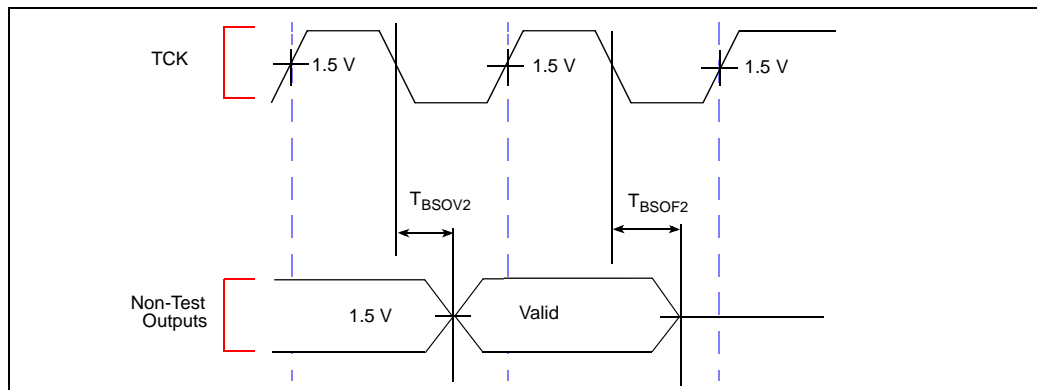 TCK
1.5 V
1.5 V
1.5 V
TBSOV2
TBSOF2
Non-Test
Outputs
1.5 V
Valid